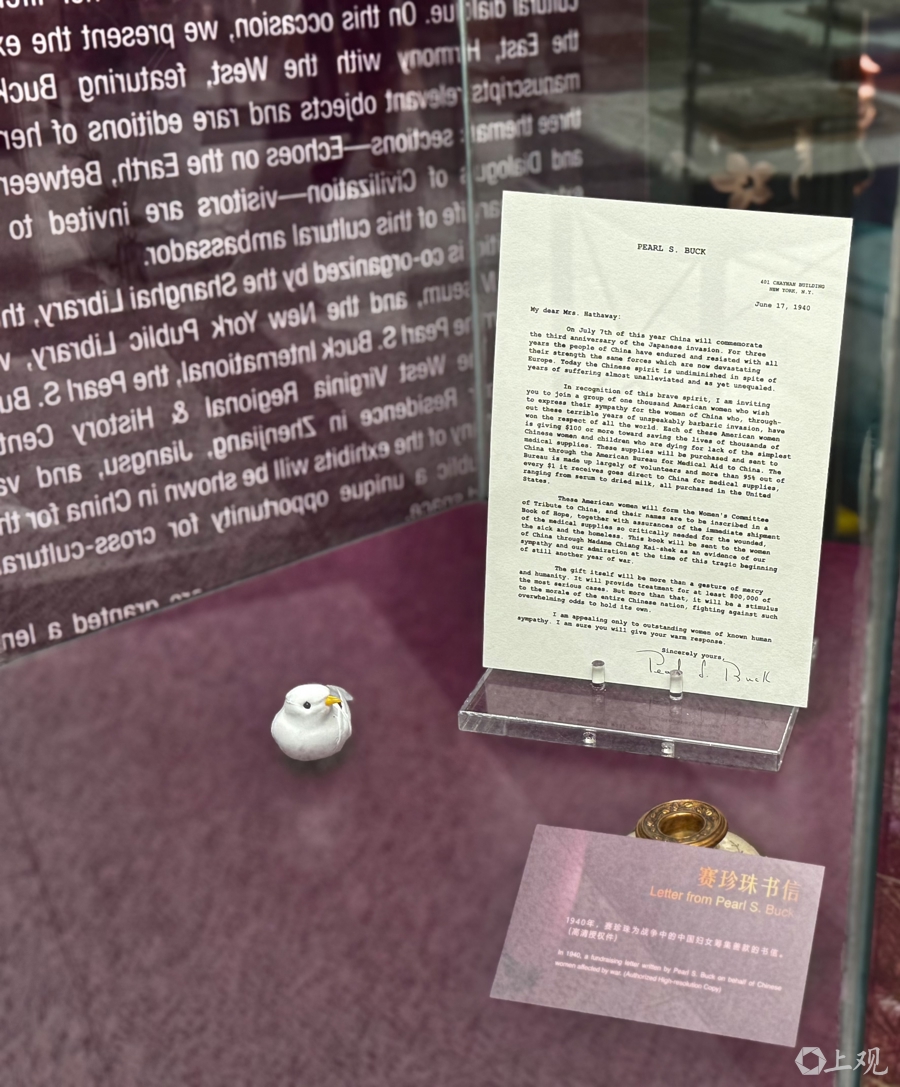 cultural dialogue. On this occasion, we present the
the East, Harmony with the West, featuring Buck
manuscripts relevant objects and rare editions of her
three thematic sections—Echoes on the Earth, Between
and Dialogue of Civilization—visitors are invited to
life of this cultural ambassador.
is co-organized by the Shanghai Library, th
Museum, and the New York Public Library, w
the Pearl S. Buck International, the Pearl S. Bu
West Virginia Regional & History Cent
Residence in Zhenjiang, Jiangsu, and va
of the exhibits will be shown in China for th
unique opportunity for cross-cultura
are granted a len
PEARL S. BUCK
401 CHAYNAN BUILDING
NEW YORK, N.Y.
June 17, 1940
My dear Mrs. Hathaway:
On July 7th of this year China will commemorate
the third anniversary of the Japanese invasion. For three
years the people of China have endured and resisted with all
their strength the same forces which are now devastating
Europe. Today the Chinese spirit is undiminished in spite of
years of suffering almost unalleviated and as yet unequaled.
In recognition of this brave spirit, I am inviting
you to join a group of one thousand American women who wish
to express their sympathy for the women of China who, through-
out these terrible years of unspeakably barbaric invasion, have
won the respect of all the world. Each of these American women
is giving $100 or more toward saving the lives of thousands of
Chinese women and children who are dying for lack of the simplest
medical supplies. These supplies will be purchased and sent to
China through the American Bureau for Medical Aid to China. The
Bureau is made up largely of volunteers and more than 95% out of
every $1 it receives goes direct to China for medical supplies,
ranging from serum to dried milk, all purchased in the United
States.
These American women will form the Women's Committee
of Tribute to China, and their names are to be inscribed in a
Book of Hope, together with assurances of the immediate shipment
of the medical supplies so critically needed for the wounded,
the sick and the homeless. This book will be sent to the women
of China through Madame Chiang Kai-shek as an evidence of our
sympathy and our admiration at the time of this tragic beginning
of still another year of war.
The gift itself will be more than a gesture of mercy
and humanity. It will provide treatment for at least 800,000 of
the most serious cases. But more than that, it will be a stimulus
to the morale of the entire Chinese nation, fighting against such
overwhelming odds to hold its own.
I am appealing only to outstanding women of known human
sympathy. I am sure you will give your warm response.
Sincerely yours,
Pearl S. Buck
赛珍珠书信
Letter from Pearl S. Buck
1940年，赛珍珠为战争中的中国妇女筹集善款的书信。
（高清授权件）
In 1940, a fundraising letter written by Pearl S. Buck on behalf of Chinese
women affected by war. (Authorized High-resolution Copy)
上观